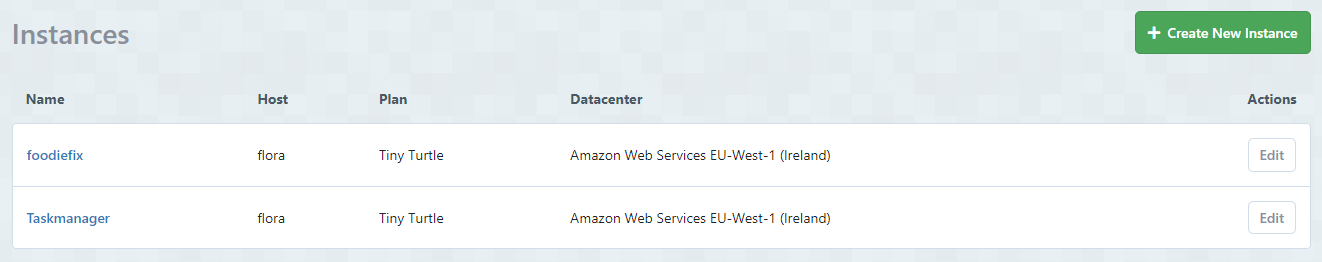 Instances
+ Create New Instance
Name Host Plan Datacenter Actions
foodiefix flora Tiny Turtle Amazon Web Services EU-West-1 (Ireland) Edit
Taskmanager flora Tiny Turtle Amazon Web Services EU-West-1 (Ireland) Edit